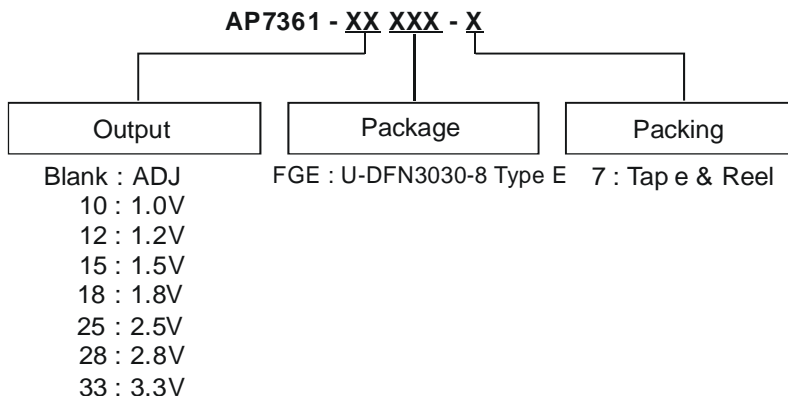 AP7361 - XX XXX - X
Output
Package
Packing
Blank : ADJ
10 : 1.0V
12 : 1.2V
15 : 1.5V
18 : 1.8V
25 : 2.5V
28 : 2.8V
33 : 3.3V
FGE : U-DFN3030-8 Type E
7 : Tap e & Reel